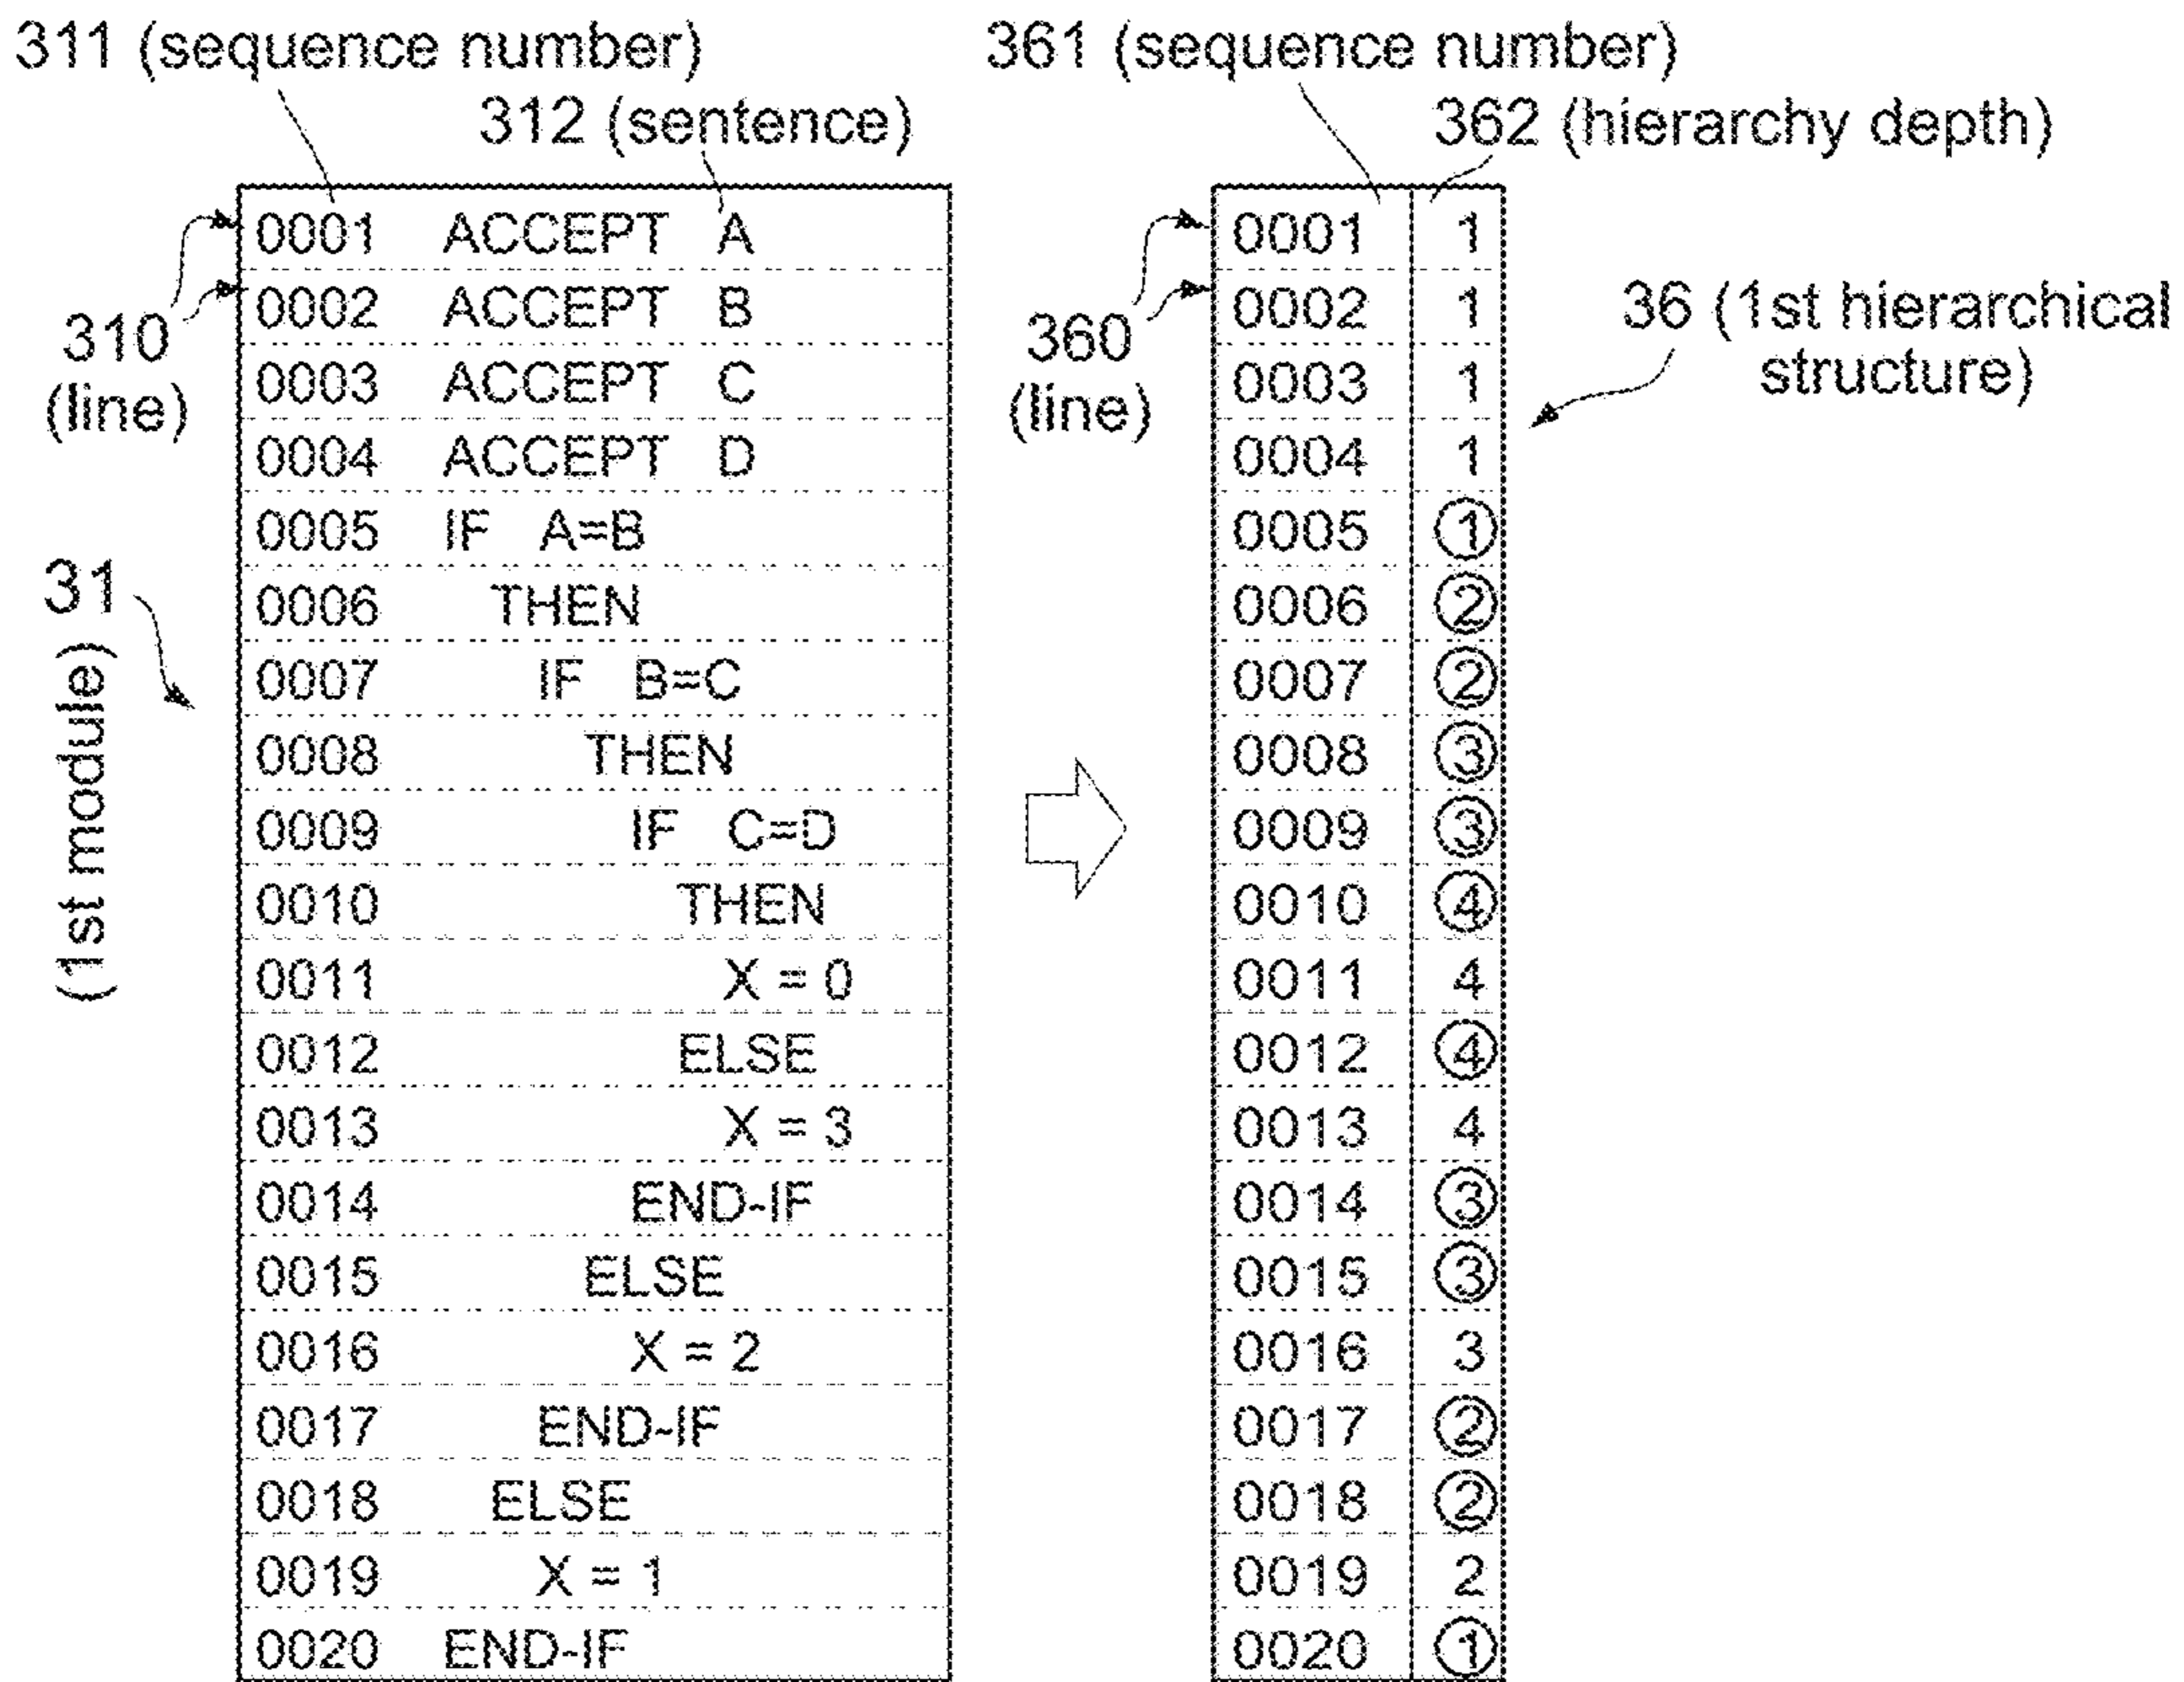 311 (sequence number)
312 (sentence)
310
(line)
31
(1st module)
0001 ACCEPT A
0002 ACCEPT B
0003 ACCEPT C
0004 ACCEPT D
0005 IF A=B
0006 THEN
0007 IF B=C
0008 THEN
0009 IF C=D
0010 THEN
0011 X = 0
0012 ELSE
0013 X = 3
0014 END-IF
0015 ELSE
0016 X = 2
0017 END-IF
0018 ELSE
0019 X = 1
0020 END-IF
361 (sequence number)
362 (hierarchy depth)
360
(line)
36 (1st hierarchical
structure)
0001 1
0002 1
0003 1
0004 1
0005 ①
0006 ②
0007 ②
0008 ③
0009 ③
0010 ④
0011 4
0012 ④
0013 4
0014 ③
0015 ③
0016 3
0017 ②
0018 ②
0019 2
0020 ①